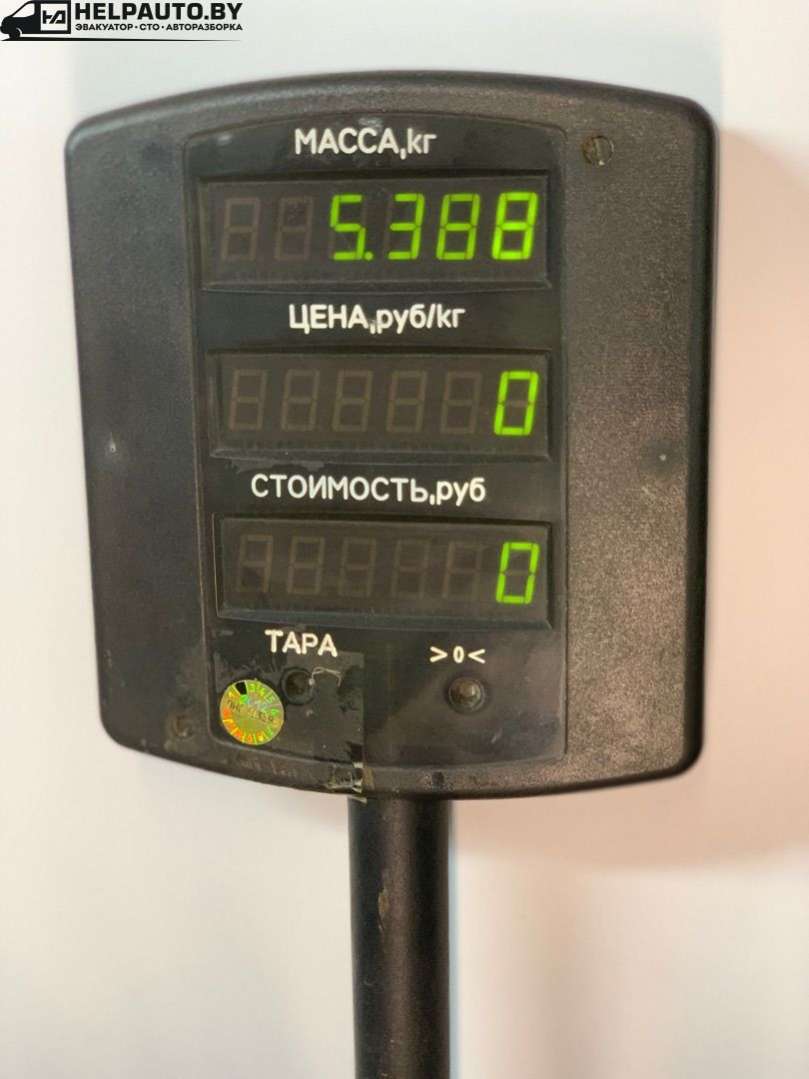 HELPAUTO.BY
ЭВАКУАТОР•СТО•АВТОРАЗБОРКА
МАССА,кг
5.388
ЦЕНА,руб/кг
0
СТОИМОСТЬ,руб
0
ТАРА >0<